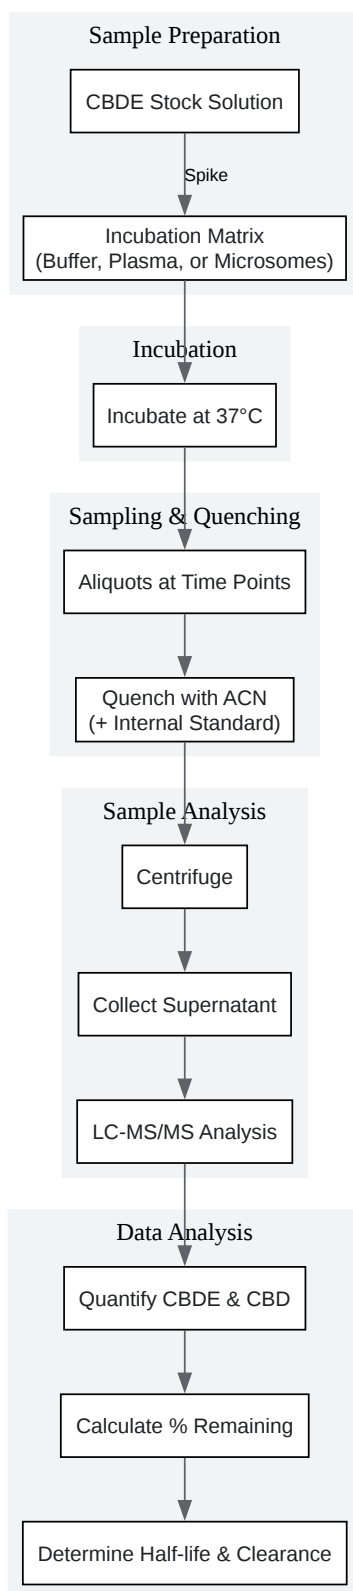 Sample Preparation
CBDE Stock Solution
Spike
Incubation Matrix
(Buffer, Plasma, or Microsomes)
Incubation
Incubate at 37°C
Sampling & Quenching
Aliquots at Time Points
Quench with ACN
(+ Internal Standard)
Sample Analysis
Centrifuge
Collect Supernatant
LC-MS/MS Analysis
Data Analysis
Quantify CBDE & CBD
Calculate % Remaining
Determine Half-life & Clearance